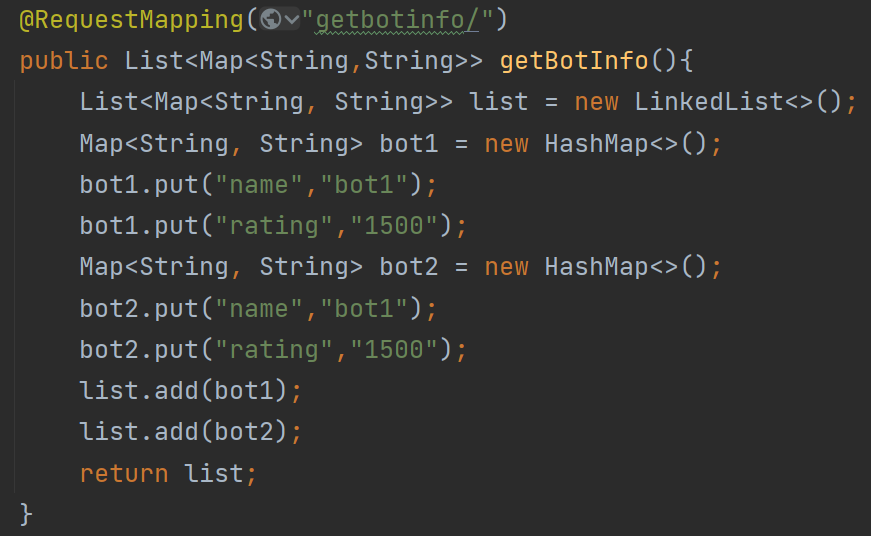 @RequestMapping("getbotinfo/")
public List<Map<String,String>> getBotInfo(){
    List<Map<String, String>> list = new LinkedList<>();
    Map<String, String> bot1 = new HashMap<>();
    bot1.put("name","bot1");
    bot1.put("rating","1500");
    Map<String, String> bot2 = new HashMap<>();
    bot2.put("name","bot1");
    bot2.put("rating","1500");
    list.add(bot1);
    list.add(bot2);
    return list;
}